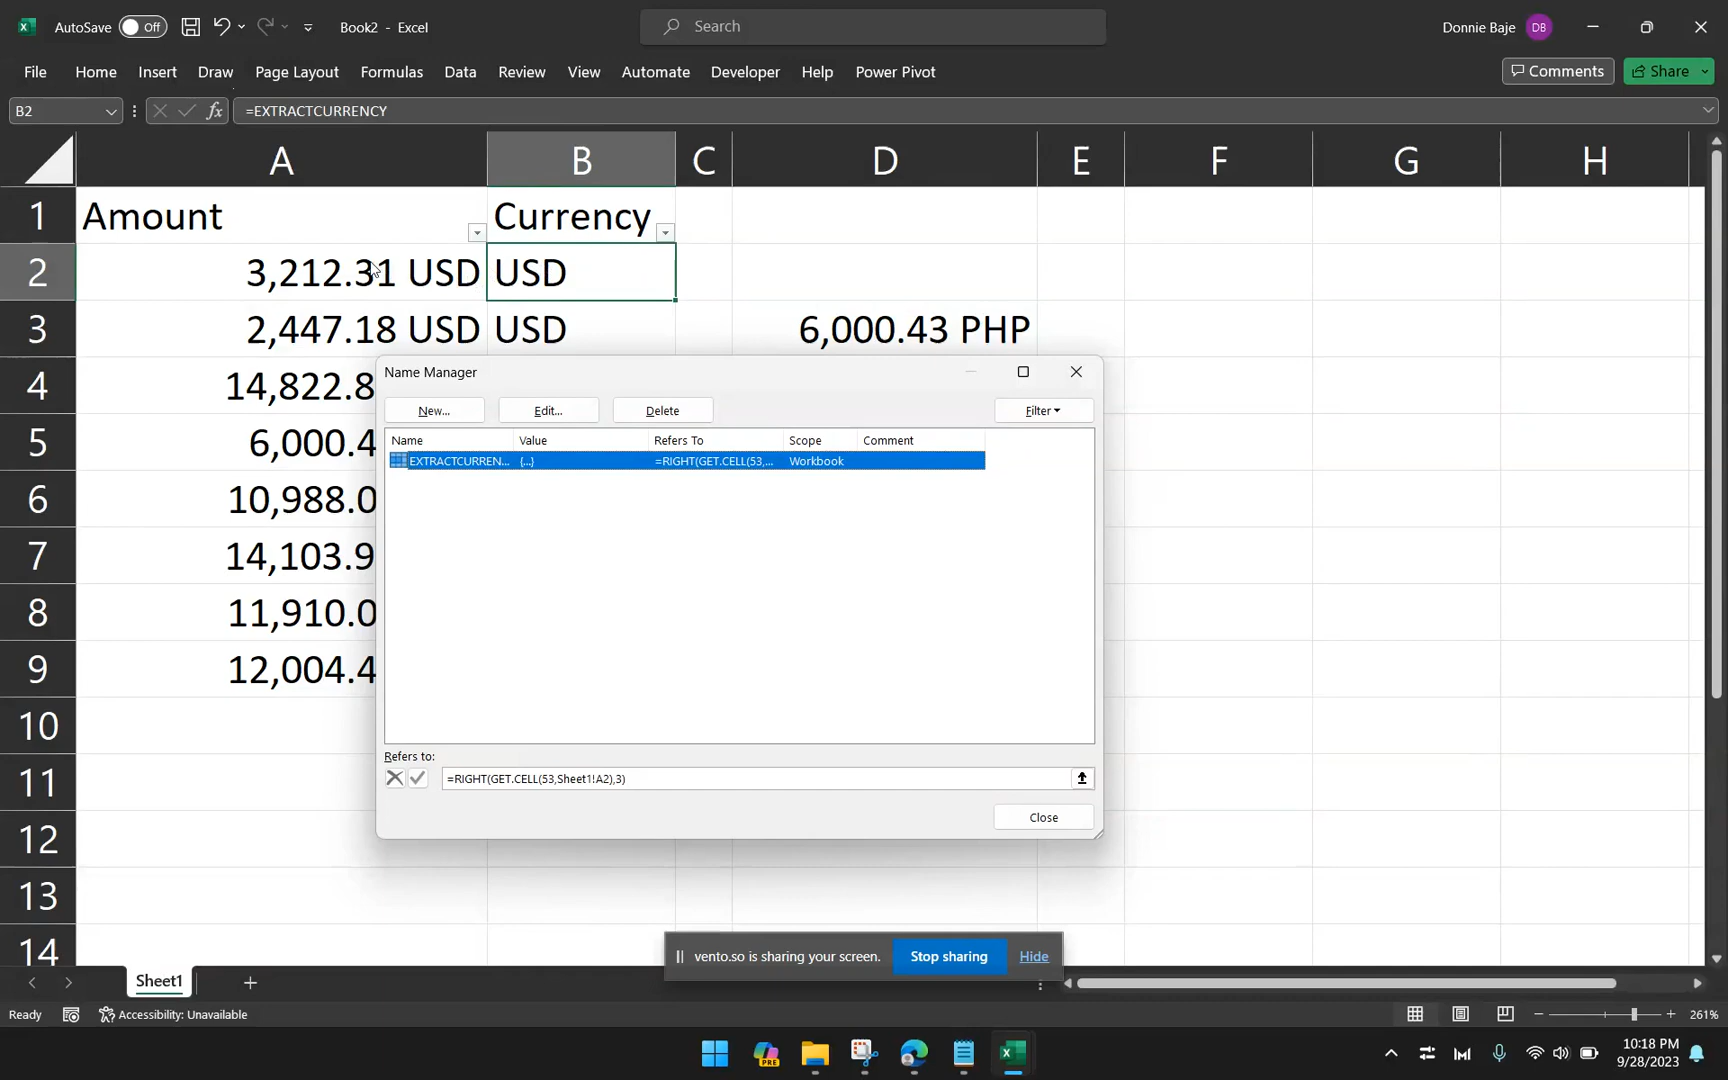 AutoSave Off Book2 - Excel Search Donnie Baje DB
File Home Insert Draw Page Layout Formulas Data Review View Automate Developer Help Power Pivot Comments Share
B2 fx =EXTRACTCURRENCY
A B C D E F G H
1 Amount Currency
2 3,212.31 USD USD
3 2,447.18 USD USD 6,000.43 PHP
4 14,822.8
5 6,000.4
6 10,988.0
7 14,103.9
8 11,910.0
9 12,004.4
10
11
12
13
14
Name Manager
New... Edit... Delete Filter
Name Value Refers To Scope Comment
EXTRACTCURREN... {...} =RIGHT(GET.CELL(53,... Workbook
Refers to:
=RIGHT(GET.CELL(53,Sheet1!A2),3)
Close
vento.so is sharing your screen. Stop sharing Hide
Sheet1
Ready Accessibility: Unavailable 261%
PRE
10:18 PM
9/28/2023